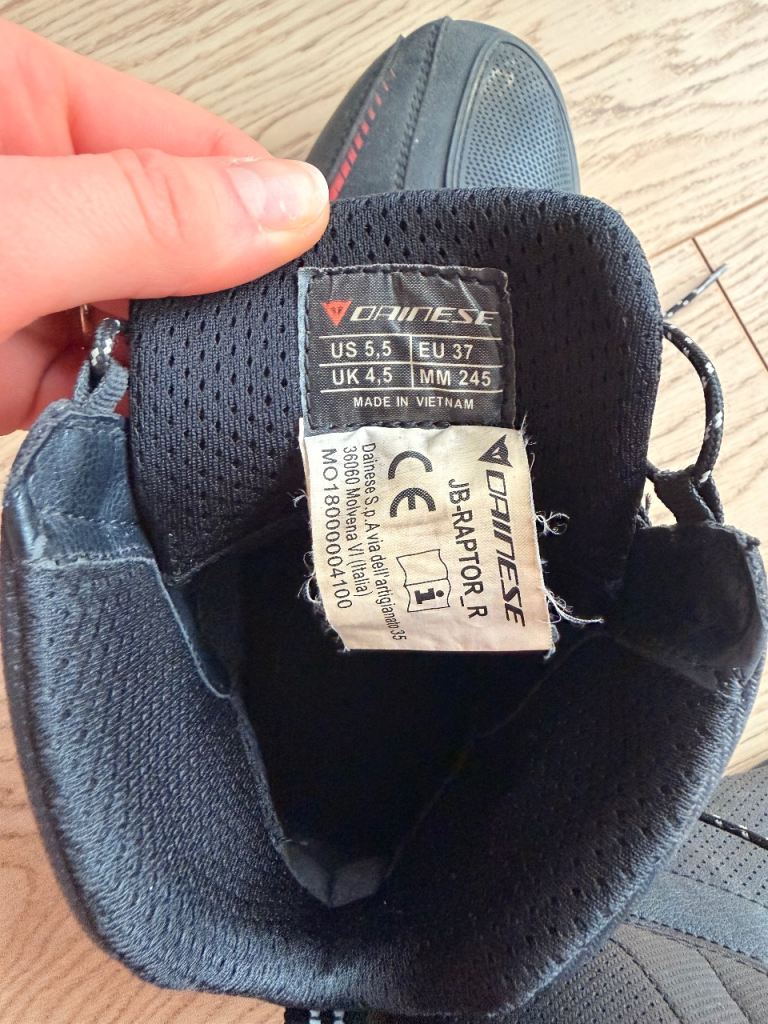 DAINESE
US 5,5 EU 37
UK 4,5 MM 245
MADE IN VIETNAM
DAINESE
JB-RAPTOR_R
CE
i
Dainese S.p.A via dell'artigianato 35
36060 Molvena VI (Italia)
MO18000004100